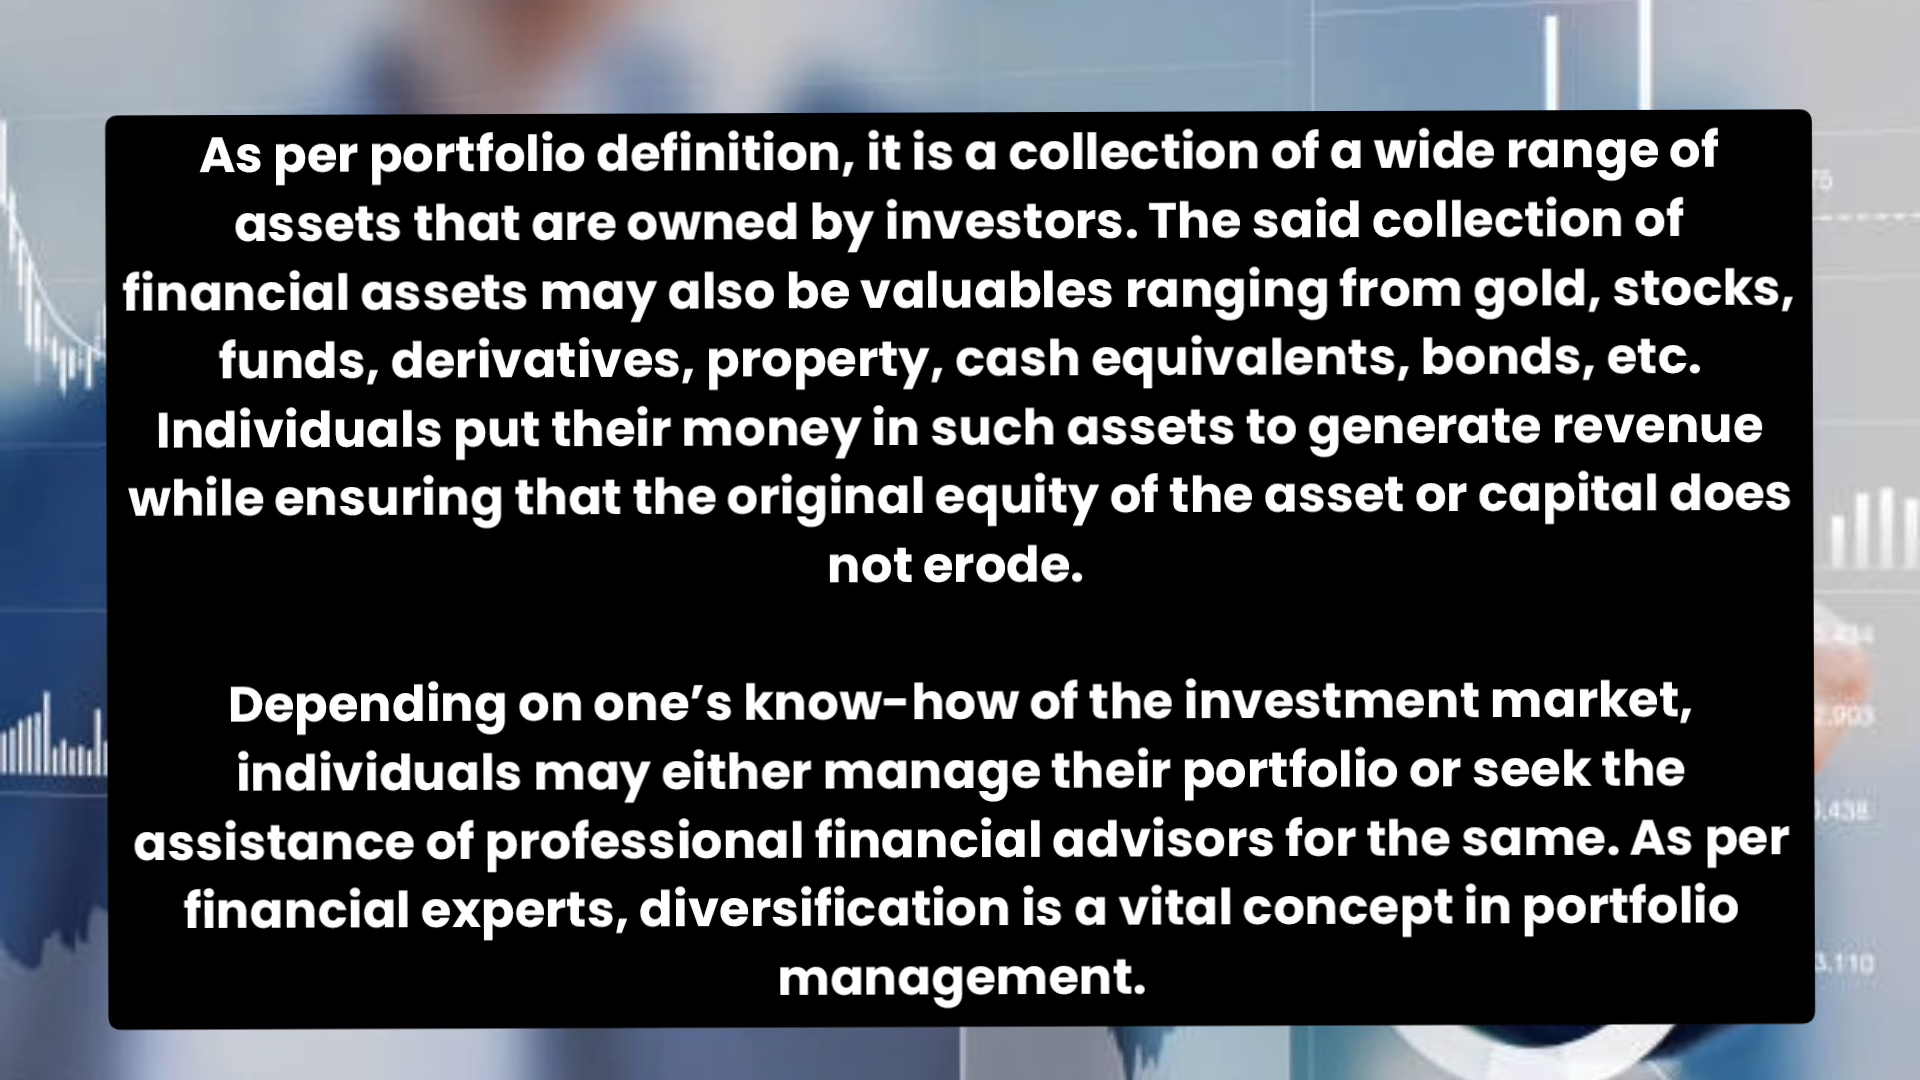 As per portfolio definition, it is a collection of a wide range of
assets that are owned by investors. The said collection of
financial assets may also be valuables ranging from gold, stocks,
funds, derivatives, property, cash equivalents, bonds, etc.
Individuals put their money in such assets to generate revenue
while ensuring that the original equity of the asset or capital does
not erode.
Depending on one’s know-how of the investment market,
individuals may either manage their portfolio or seek the
assistance of professional financial advisors for the same. As per
financial experts, diversification is a vital concept in portfolio
management.